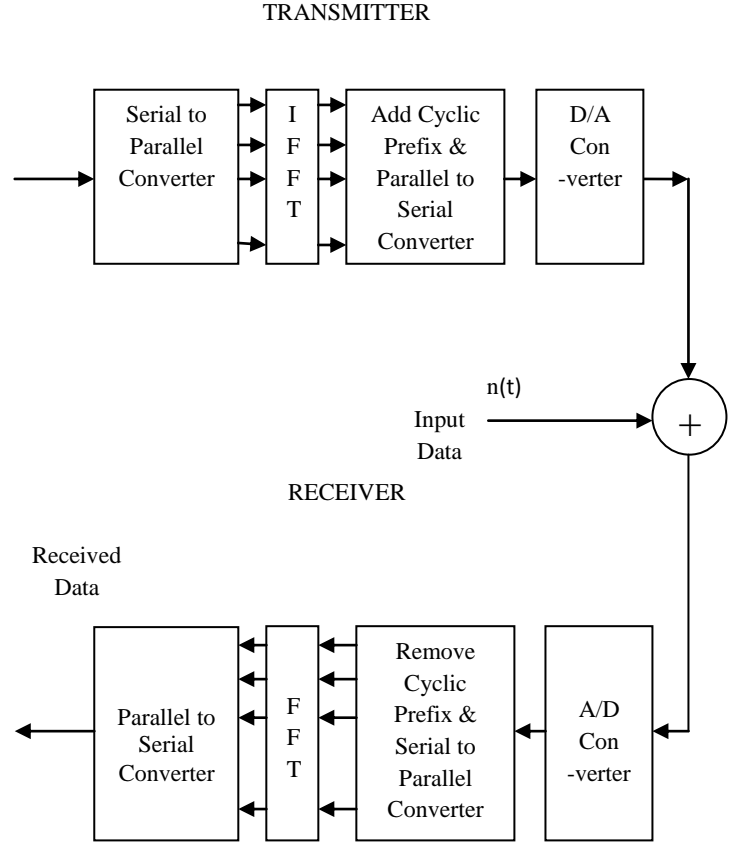 TRANSMITTER
Serial to
Parallel
Converter
I
F
F
T
Add Cyclic
Prefix &
Parallel to
Serial
Converter
D/A
Con
-verter
n(t)
Input
Data
+
RECEIVER
Received
Data
Parallel to
Serial
Converter
F
F
T
Remove
Cyclic
Prefix &
Serial to
Parallel
Converter
A/D
Con
-verter